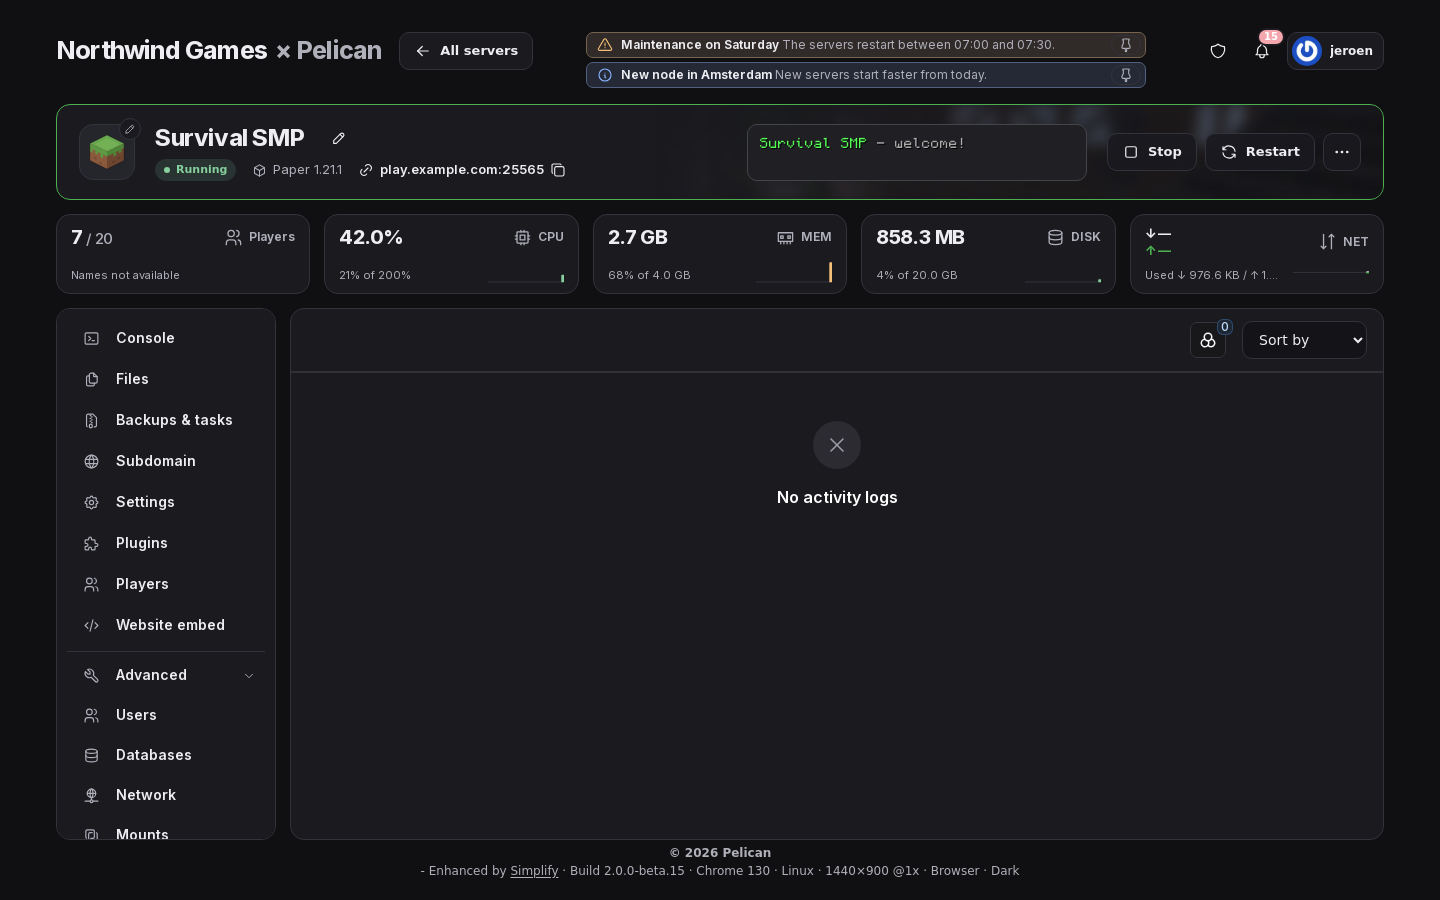 Northwind Games × Pelican
All servers
Maintenance on Saturday The servers restart between 07:00 and 07:30.
New node in Amsterdam New servers start faster from today.
15
jeroen
Survival SMP
Running
Paper 1.21.1
play.example.com:25565
Survival SMP - welcome!
Stop
Restart
7 / 20
Players
Names not available
42.0%
CPU
21% of 200%
2.7 GB
MEM
68% of 4.0 GB
858.3 MB
DISK
4% of 20.0 GB
↓—
↑—
NET
Used ↓ 976.6 KB / ↑ 1....
Console
Files
Backups & tasks
Subdomain
Settings
Plugins
Players
Website embed
Advanced
Users
Databases
Network
Mounts
0
Sort by
No activity logs
© 2026 Pelican
- Enhanced by Simplify · Build 2.0.0-beta.15 · Chrome 130 · Linux · 1440×900 @1x · Browser · Dark